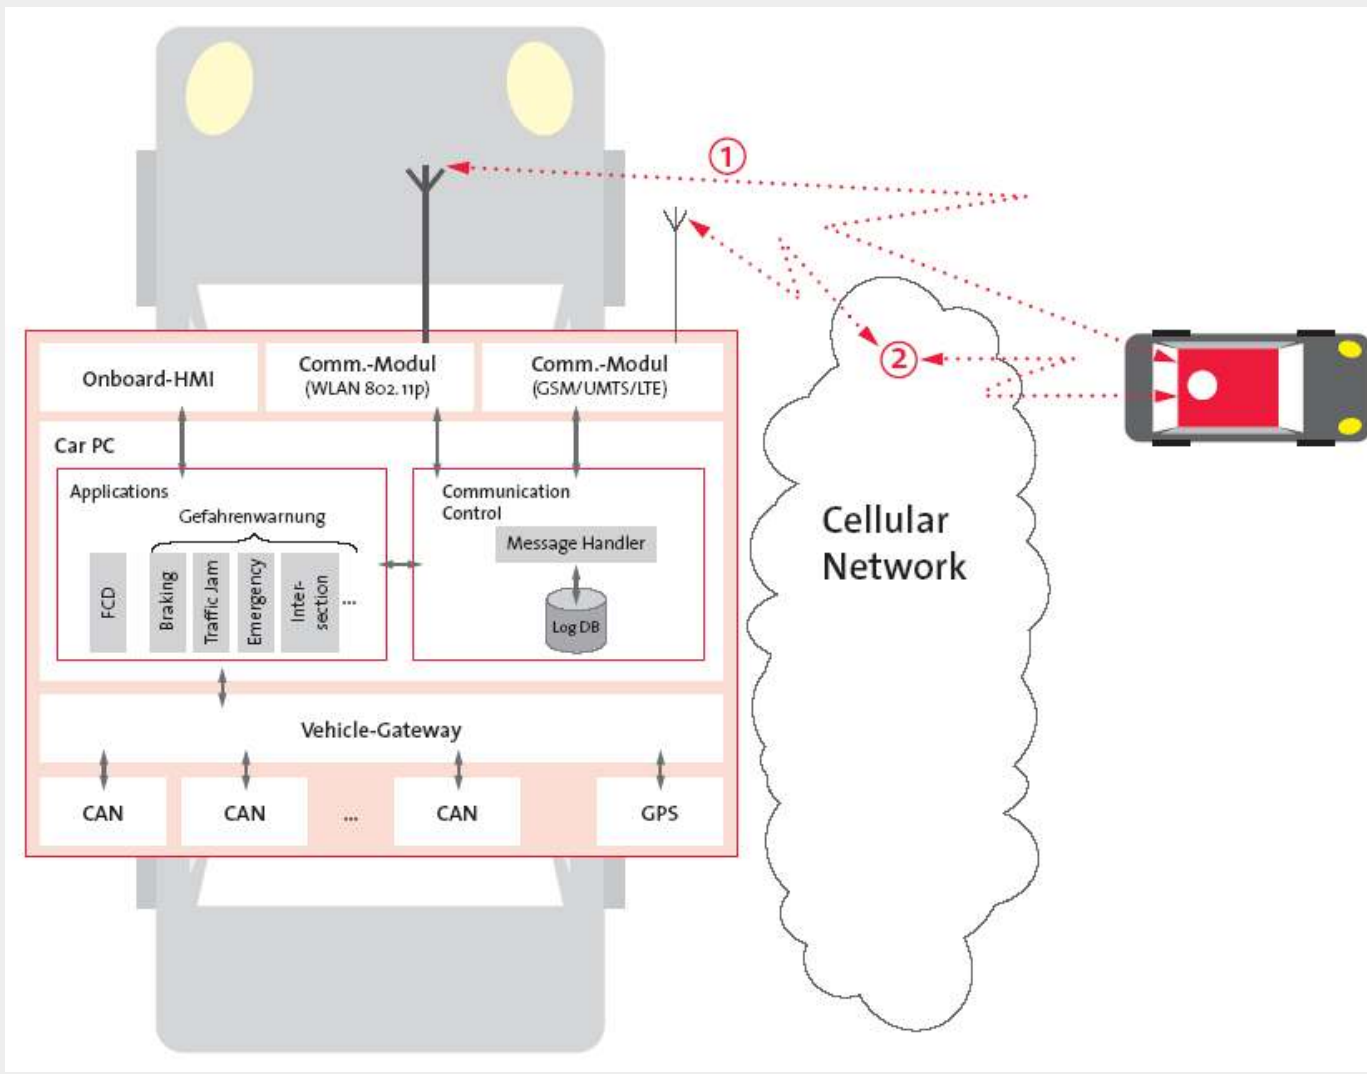 1
2
Onboard-HMI
Comm.-Modul
(WLAN 802.11p)
Comm.-Modul
(GSM/UMTS/LTE)
Car PC
Applications
Gefahrenwarnung
FCD
Braking
Traffic Jam
Emergency
Inter-
section
...
Communication
Control
Message Handler
Log DB
Cellular
Network
Vehicle-Gateway
CAN
CAN
...
CAN
GPS